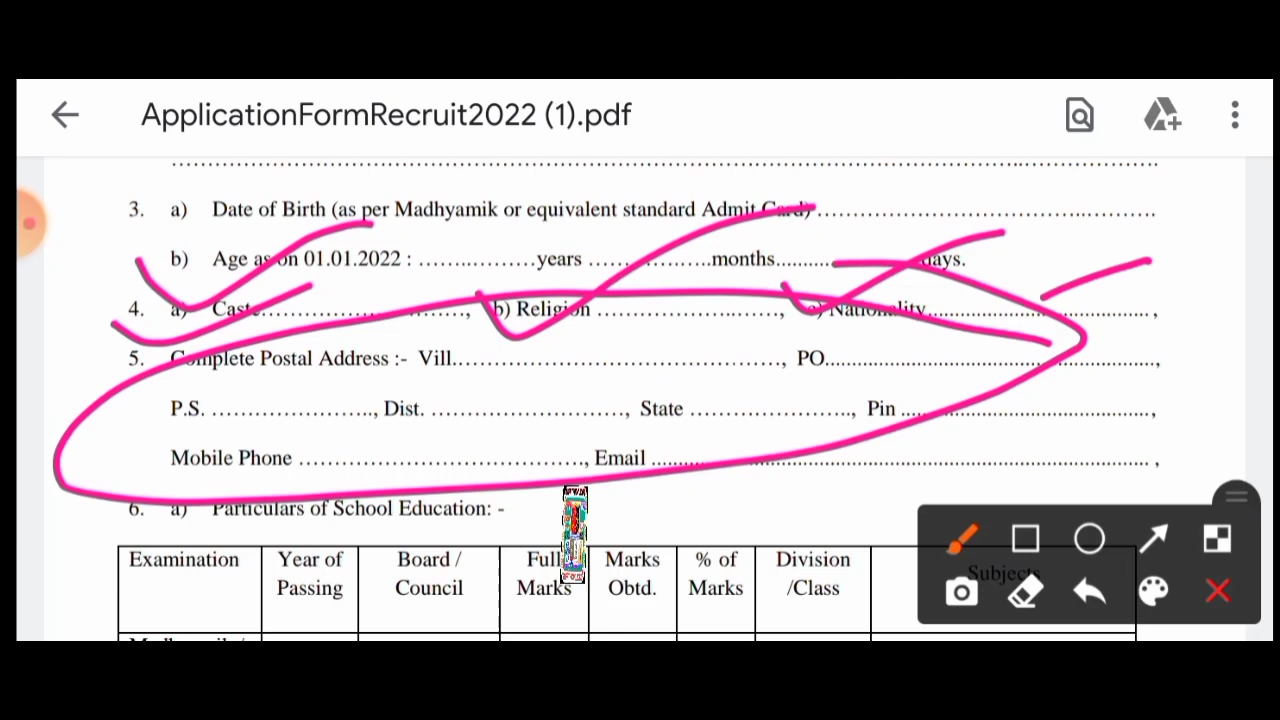 ApplicationFormRecruit2022 (1).pdf
……………………………………………………………………………………………………………
3. a) Date of Birth (as per Madhyamik or equivalent standard Admit Card)……………………………………
b) Age as on 01.01.2022 : ………………years ………………months..........………days.
4. a) Caste…………………………, b) Religion ………………………, c) Nationality........................................,
5. Complete Postal Address :- Vill………………………………………, PO............................................................,
P.S. …………………, Dist. ………………………, State …………………, Pin .............................................,
Mobile Phone …………………………………, Email ..........................................................................................,
6. a) Particulars of School Education: -
Examination Year of Passing Board / Council Full Marks Marks Obtd. % of Marks Division /Class Subjects